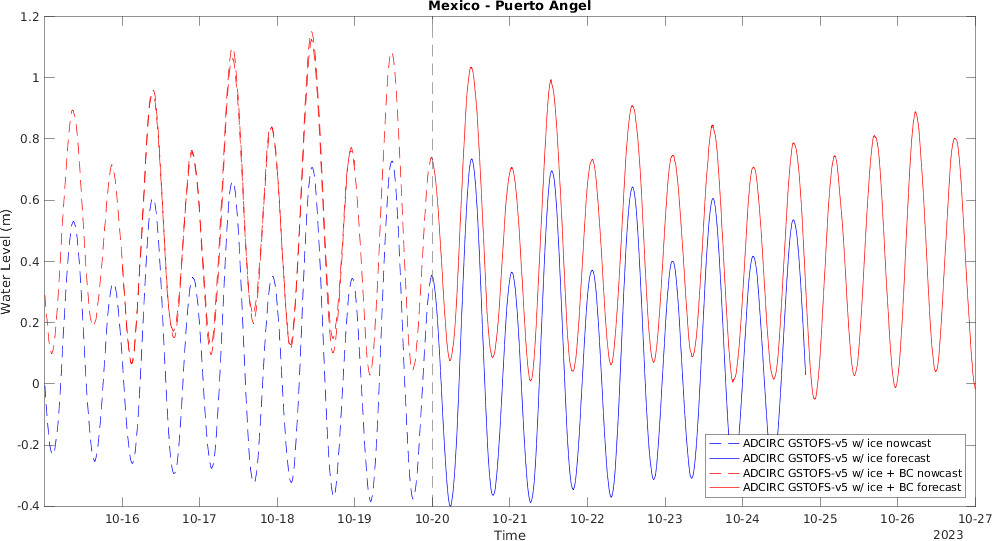 Mexico - Puerto Angel
1.2
1
0.8
0.6
0.4
0.2
0
-0.2
-0.4
Water Level (m)
ADCIRC GSTOFS-v5 w/ ice nowcast
ADCIRC GSTOFS-v5 w/ ice forecast
ADCIRC GSTOFS-v5 w/ ice + BC nowcast
ADCIRC GSTOFS-v5 w/ ice + BC forecast
10-16 10-17 10-18 10-19 10-20 10-21 10-22 10-23 10-24 10-25 10-26 10-27
Time
2023